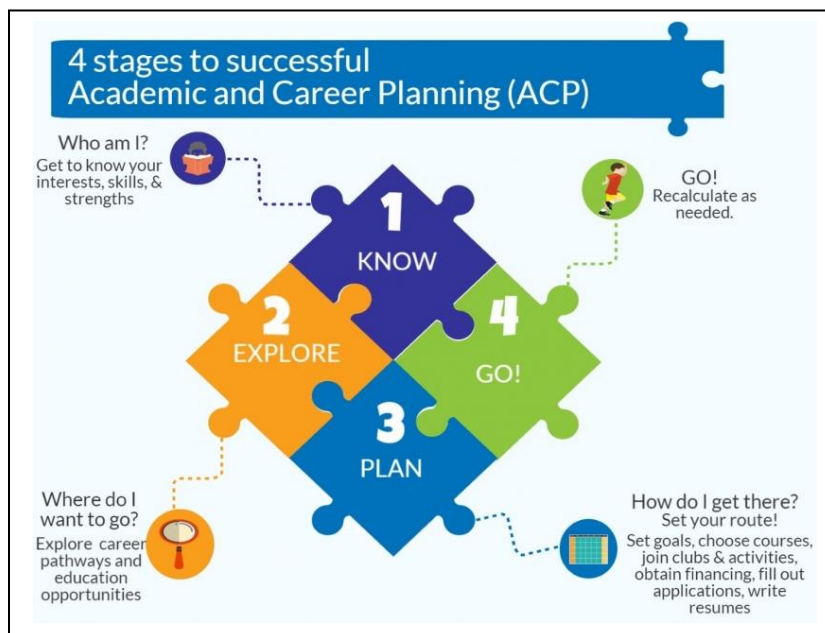 4 stages to successful
Academic and Career Planning (ACP)
Who am I?
Get to know your
interests, skills, &
strengths
1
KNOW
GO!
Recalculate as
needed.
2
EXPLORE
4
GO!
3
PLAN
Where do I
want to go?
Explore career
pathways and
education
opportunities
How do I get there?
Set your route!
Set goals, choose courses,
join clubs & activities,
obtain financing, fill out
applications, write
resumes